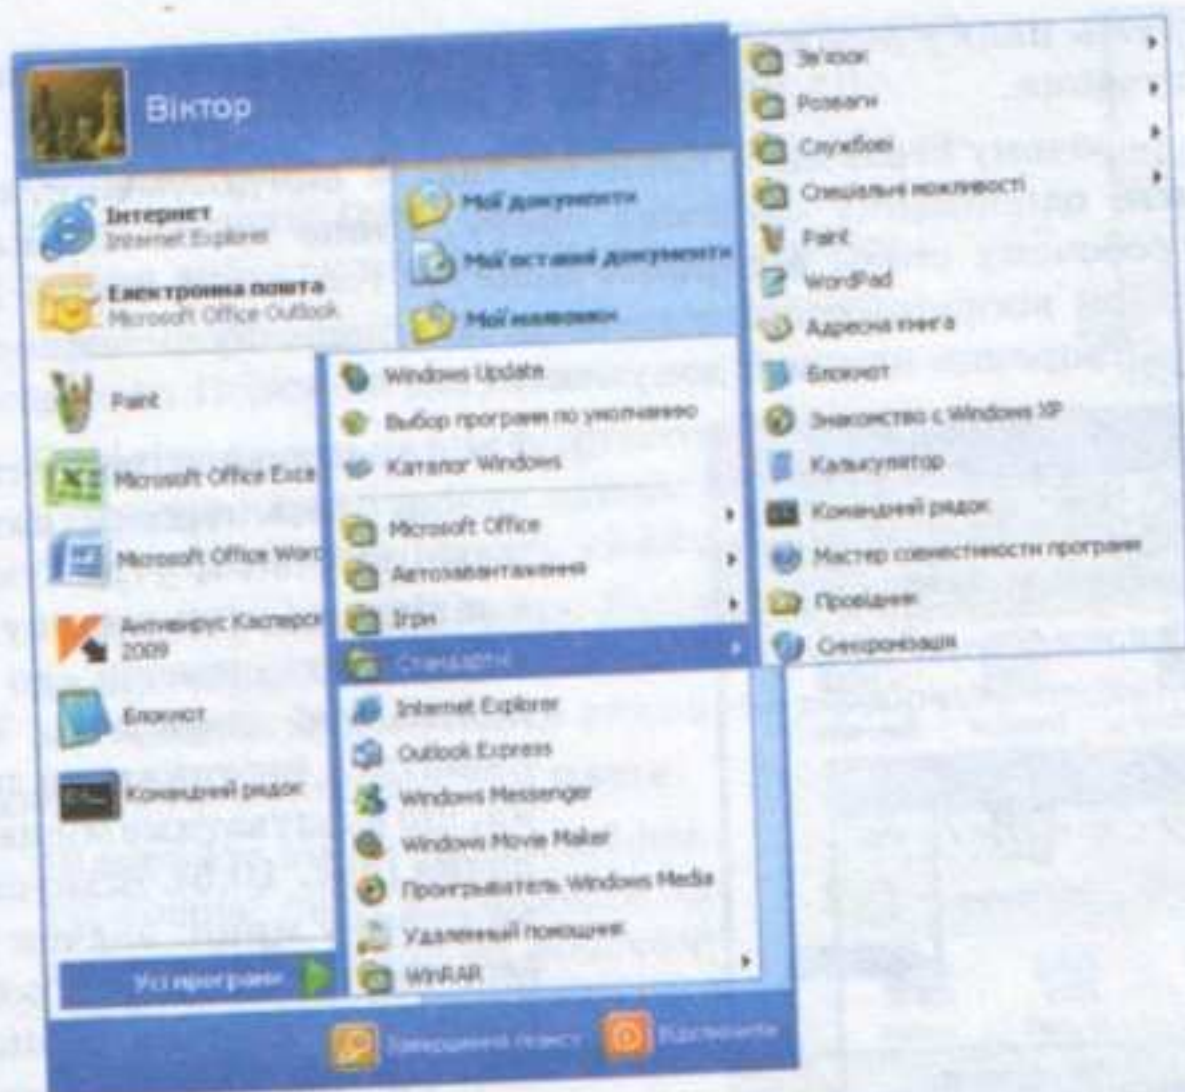 Віктор
Інтернет
Internet Explorer
Електронна пошта
Microsoft Office Outlook
Paint
Microsoft Office Exce
Microsoft Office Word
Антивирус Касперск
2009
Блокнот
Командний рядок
Усі програми
Мої документи
Мої останні документи
Мої малюнки
Windows Update
Выбор программ по умолчанию
Каталог Windows
Microsoft Office
Автозавантаження
Ігри
Стандартні
Internet Explorer
Outlook Express
Windows Messenger
Windows Movie Maker
Проигрыватель Windows Media
Удаленный помощник
WinRAR
Зв'язок
Розваги
Службові
Спеціальні можливості
Paint
WordPad
Адресна книга
Блокнот
Знакомство с Windows XP
Калькулятор
Командний рядок
Мастер совместимости программ
Провідник
Синхронізація
Завершення сеансу
Відключити